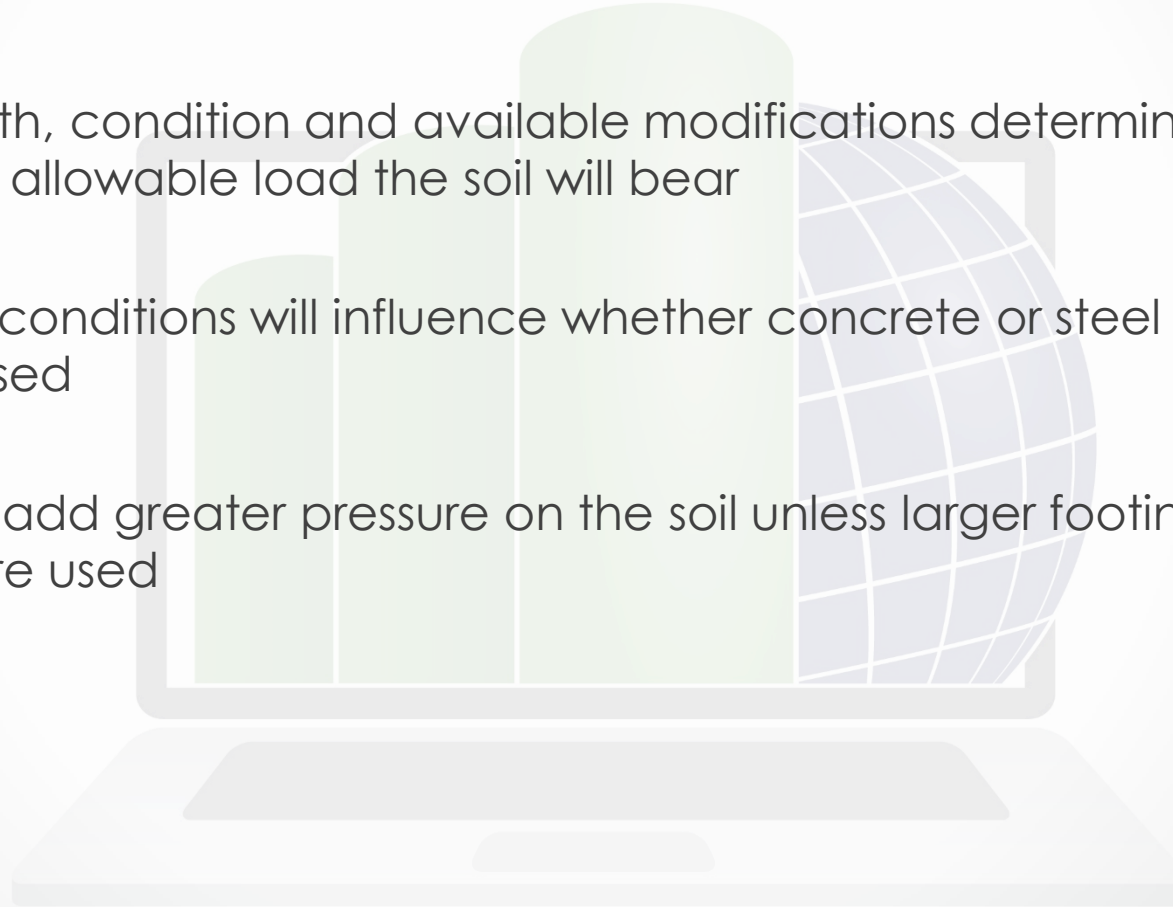 th, condition and available modifications determin
allowable load the soil will bear
conditions will influence whether concrete or steel
sed
add greater pressure on the soil unless larger footin
re used